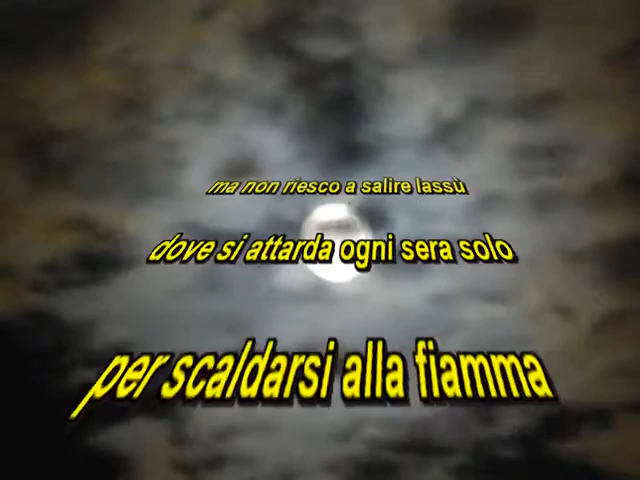 ma non riesco a salire lassù
dove si attarda ogni sera solo
per scaldarsi alla fiamma